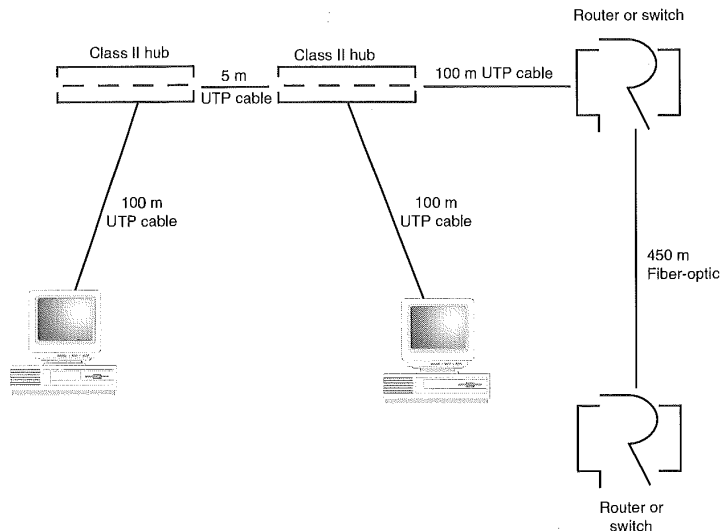 Router or switch
Class II hub
Class II hub
5 m
UTP cable
100 m UTP cable
100 m
UTP cable
100 m
UTP cable
450 m
Fiber-optic
Router or
switch